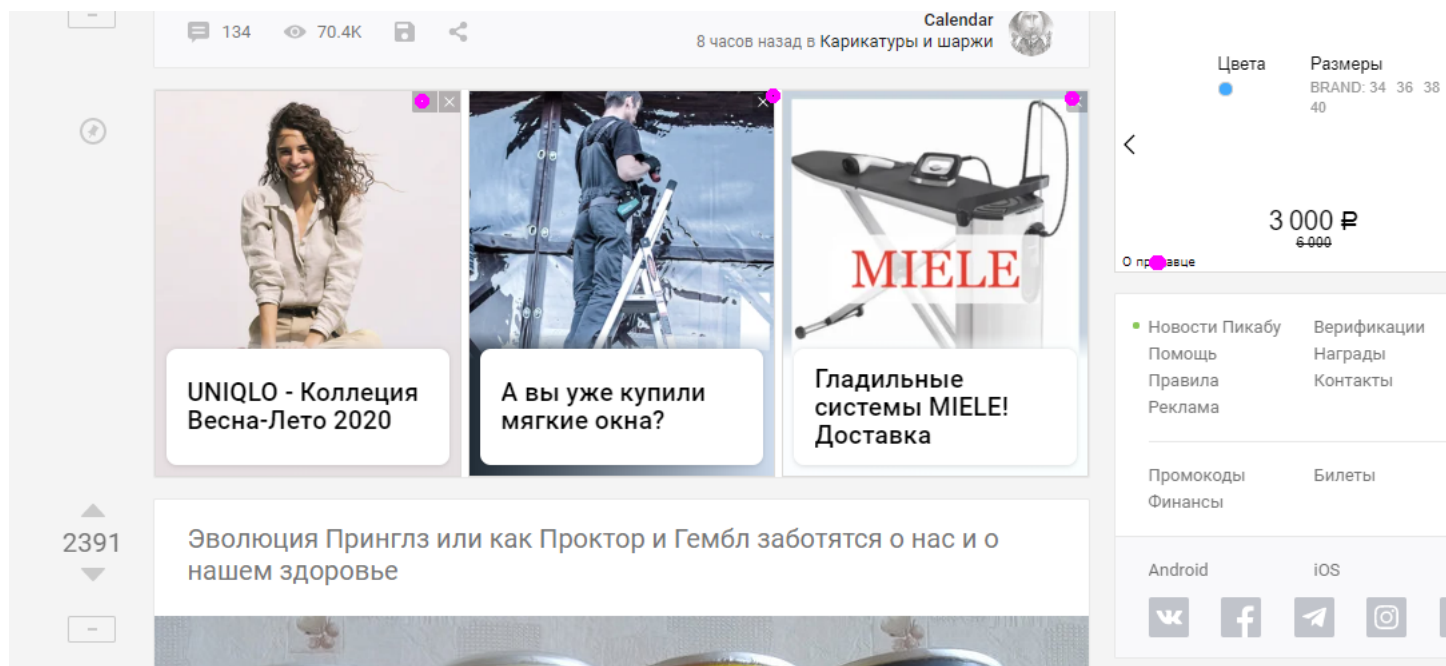 134
70.4K
Calendar
8 часов назад в Карикатуры и шаржи
UNIQLO - Коллеция
Весна-Лето 2020
А вы уже купили
мягкие окна?
MIELE
Гладильные
системы MIELE!
Доставка
2391
Эволюция Принглз или как Проктор и Гембл заботятся о нас и о
нашем здоровье
Цвета
Размеры
BRAND: 34 36 38
40
3 000 ₽
6 000
Новости Пикабу
Верификации
Помощь
Награды
Правила
Контакты
Реклама
Промокоды
Билеты
Финансы
Android
iOS